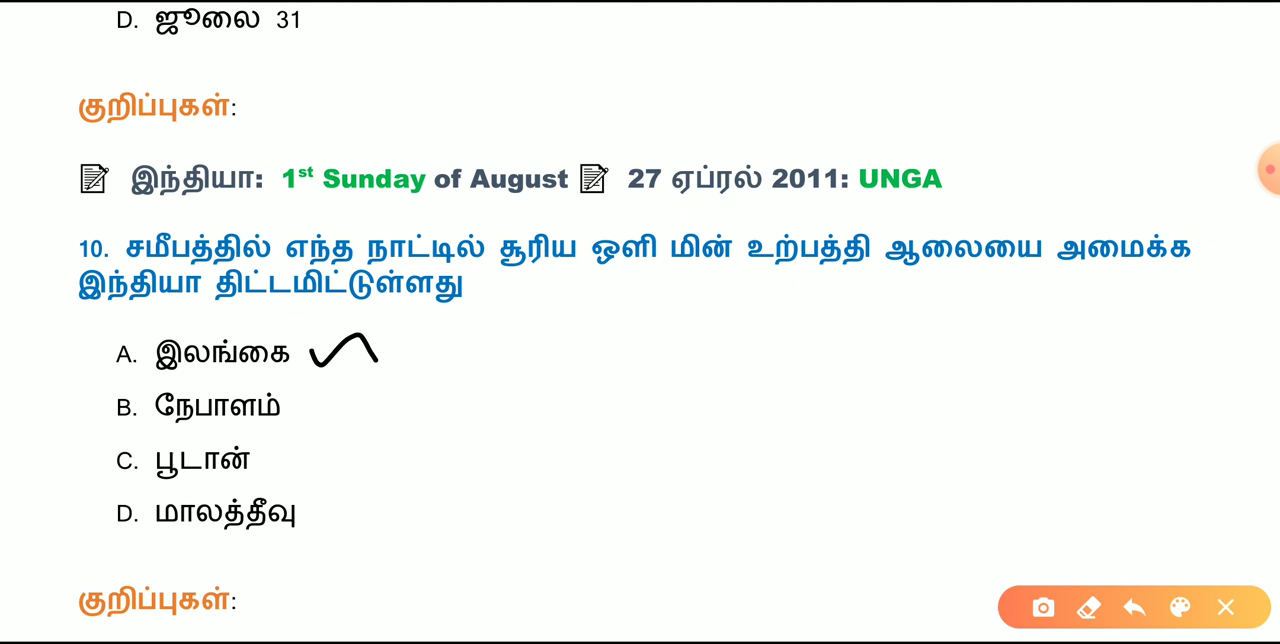 D. ஜூலை 31
குறிப்புகள்:
இந்தியா: 1st Sunday of August 27 ஏப்ரல் 2011: UNGA
10. சமீபத்தில் எந்த நாட்டில் சூரிய ஒளி மின் உற்பத்தி ஆலையை அமைக்க
இந்தியா திட்டமிட்டுள்ளது
A. இலங்கை
B. நேபாளம்
C. பூடான்
D. மாலத்தீவு
குறிப்புகள்: